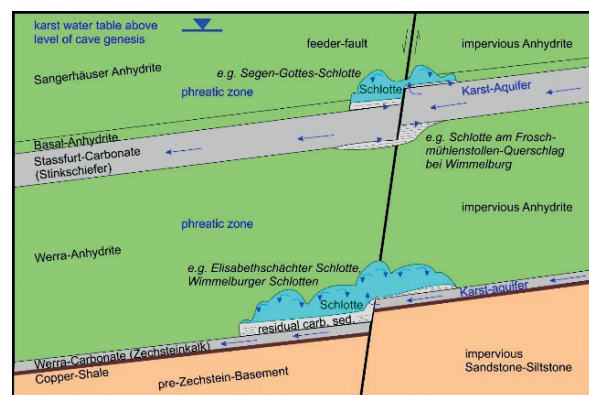 karst water table above
level of cave genesis
feeder-fault
impervious Anhydrite
Sangerhäuser Anhydrite
e.g. Segen-Gottes-Schlotte
phreatic zone
Schlotte
Karst-Aquifer
Basal-Anhydrite
Stassfurt-Carbonate
(Stinkschiefer)
e.g. Schlotte am Frosch-
mühlenstollen-Querschlag
bei Wimmelburg
phreatic zone
impervious Anhydrite
Werra-Anhydrite
e.g. Elisabethschächter Schlotte,
Wimmelburger Schlotten
Schlotte
Karst-aquifer
residual carb. sed.
Werra-Carbonate (Zechsteinkalk)
Copper-Shale
pre-Zechstein-Basement
impervious
Sandstone-Siltstone